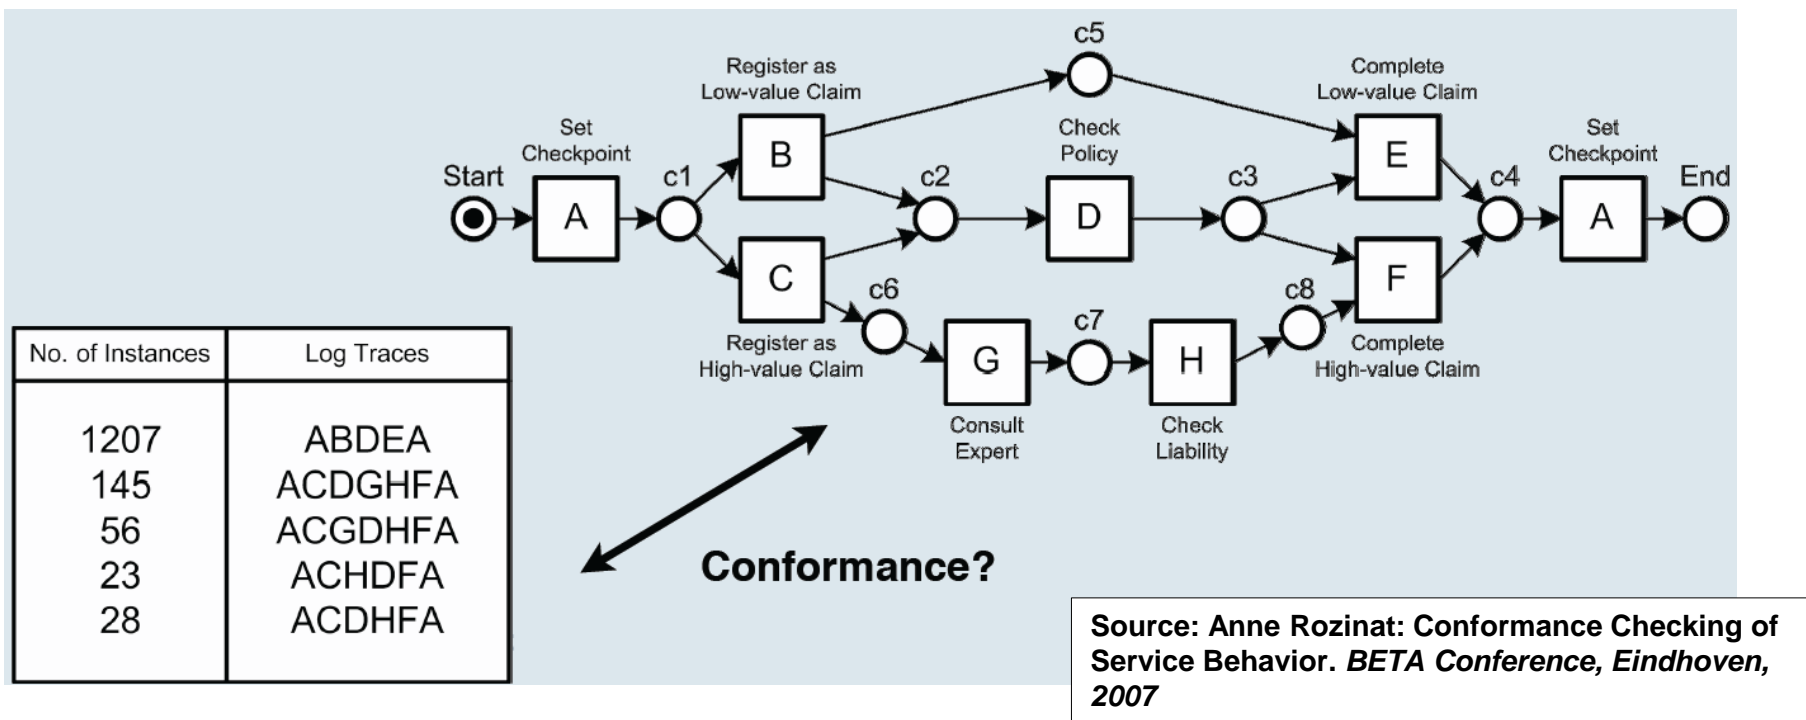 c5
Register as
Low-value Claim
Complete
Low-value Claim
Set
Checkpoint
Check
Policy
Set
Checkpoint
B
E
Start
c1
c2
c3
c4
End
A
D
A
C
F
c6
c7
c8
Register as
High-value Claim
G
H
Complete
High-value Claim
Consult
Expert
Check
Liability
No. of Instances Log Traces
1207 ABDEA
145 ACDGHFA
56 ACGDHFA
23 ACHDFA
28 ACDHFA
Conformance?
Source: Anne Rozinat: Conformance Checking of
Service Behavior. BETA Conference, Eindhoven,
2007